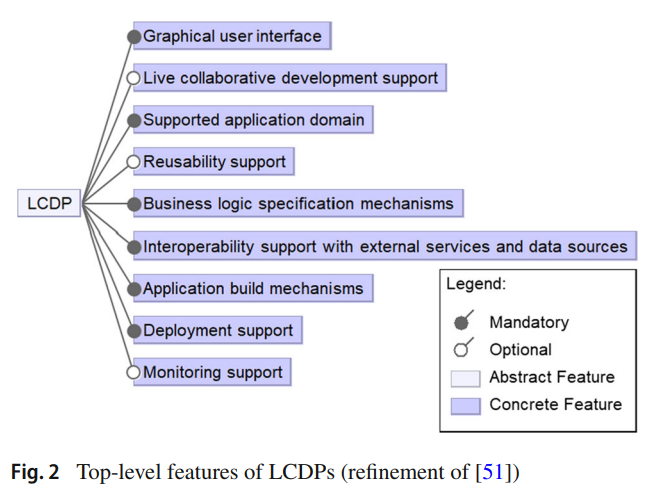 Graphical user interface
Live collaborative development support
Supported application domain
Reusability support
LCDP
Business logic specification mechanisms
Interoperability support with external services and data sources
Application build mechanisms
Deployment support
Monitoring support
Legend:
Mandatory
Optional
Abstract Feature
Concrete Feature
Fig. 2 Top-level features of LCDPs (refinement of [51])